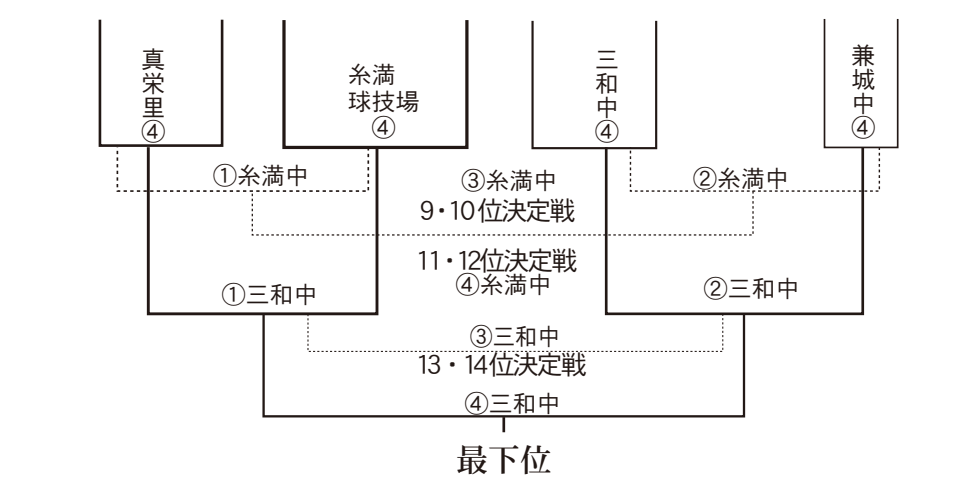 真栄里④
糸満
球技場
④
三和中④
兼城中④
①糸満中
③糸満中
②糸満中
9・10位決定戦
11・12位決定戦
④糸満中
①三和中
②三和中
③三和中
13・14位決定戦
④三和中
最下位